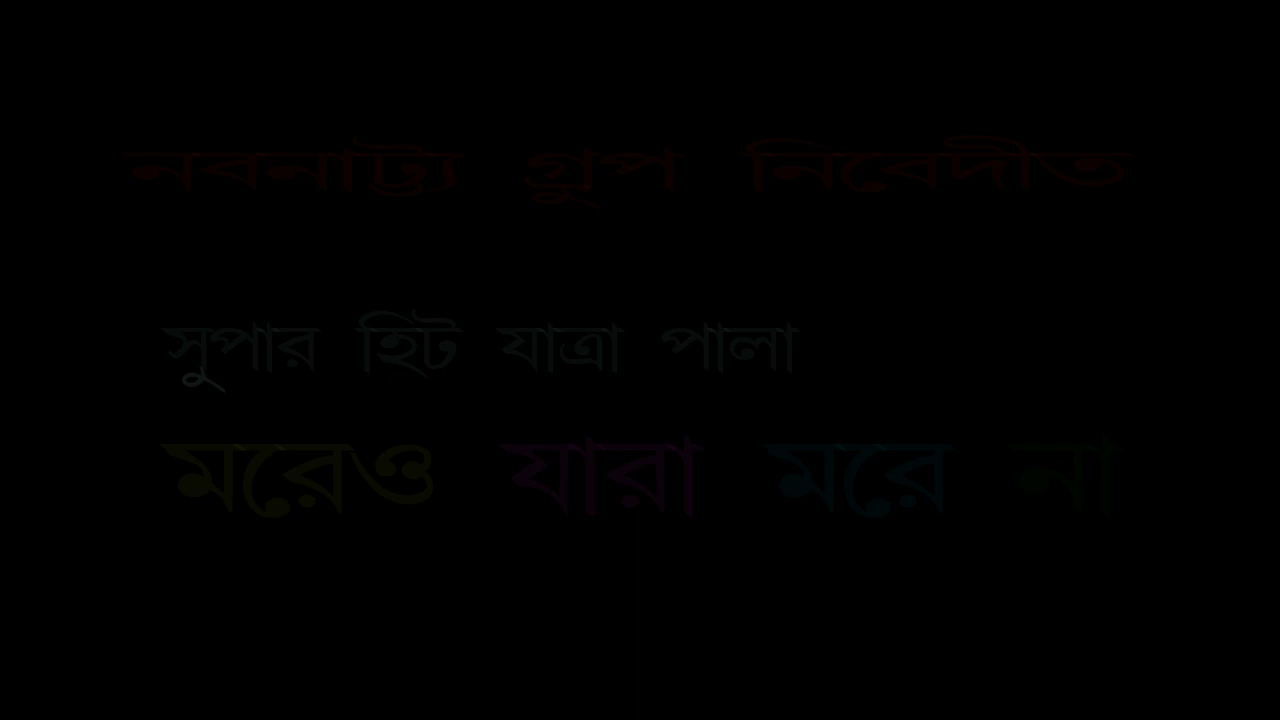 নবনাট্য গ্রুপ নিবেদীত
সুপার হিট যাত্রা পালা
মরেও যারা মরে না